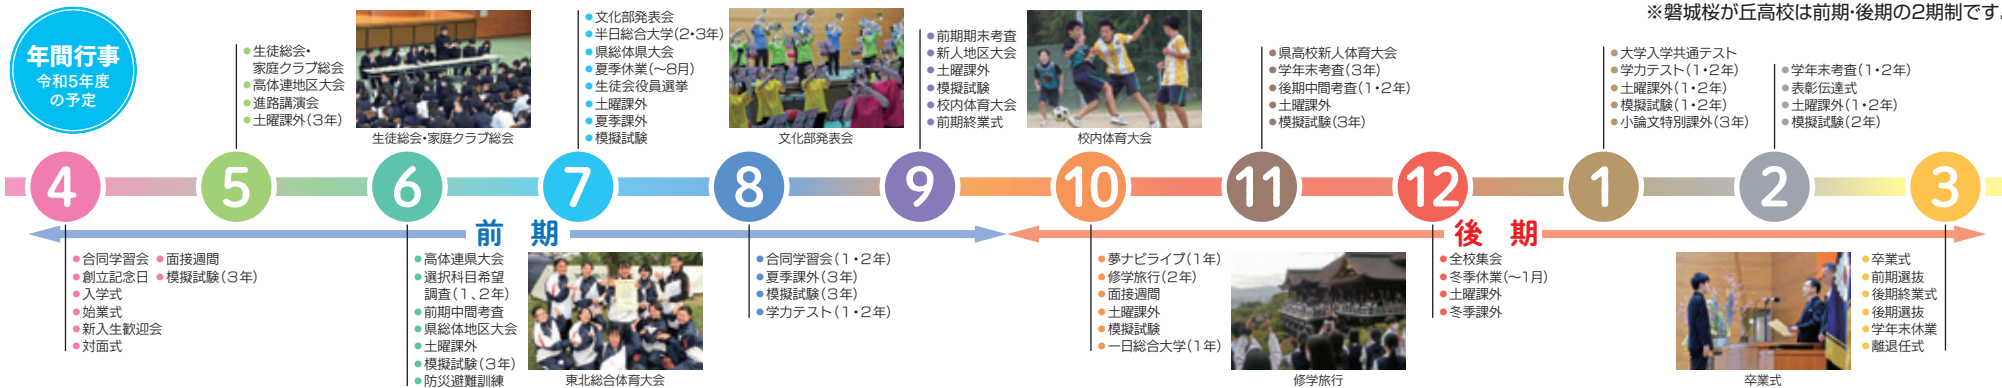 ※磐城桜が丘高校は前期・後期の2期制です。
年間行事
令和5年度
の予定
●生徒総会・
家庭クラブ総会
●高体連地区大会
●進路講演会
●土曜課外(3年)
生徒総会・家庭クラブ総会
●文化部発表会
●半日総合大学(2・3年)
●県総体県大会
●夏季休業(〜8月)
●生徒会役員選挙
●土曜課外
●夏季課外
●模擬試験
文化部発表会
●前期期末考査
●新人地区大会
●土曜課外
●模擬試験
●校内体育大会
●前期終業式
校内体育大会
●県高校新人体育大会
●学年末考査(3年)
●後期中間考査(1・2年)
●土曜課外
●模擬試験(3年)
●大学入学共通テスト
●学力テスト(1・2年)
●土曜課外(1・2年)
●模擬試験(1・2年)
●小論文特別課外(3年)
●学年末考査(1・2年)
●表彰伝達式
●土曜課外(1・2年)
●模擬試験(2年)
4 5 6 7 8 9 10 11 12 1 2 3
前 期
後 期
●合同学習会 ●面接週間
●創立記念日 ●模擬試験(3年)
●入学式
●始業式
●新入生歓迎会
●対面式
●高体連県大会
●選択科目希望
調査(1、2年)
●前期中間考査
●県総体地区大会
●土曜課外
●模擬試験(3年)
●防災避難訓練
東北総合体育大会
●合同学習会(1・2年)
●夏季課外(3年)
●模擬試験(3年)
●学力テスト(1・2年)
●夢ナビライブ(1年)
●修学旅行(2年)
●面接週間
●土曜課外
●模擬試験
●一日総合大学(1年)
修学旅行
●全校集会
●冬季休業(〜1月)
●土曜課外
●冬季課外
卒業式
●卒業式
●前期選抜
●後期終業式
●後期選抜
●学年末休業
●離退任式